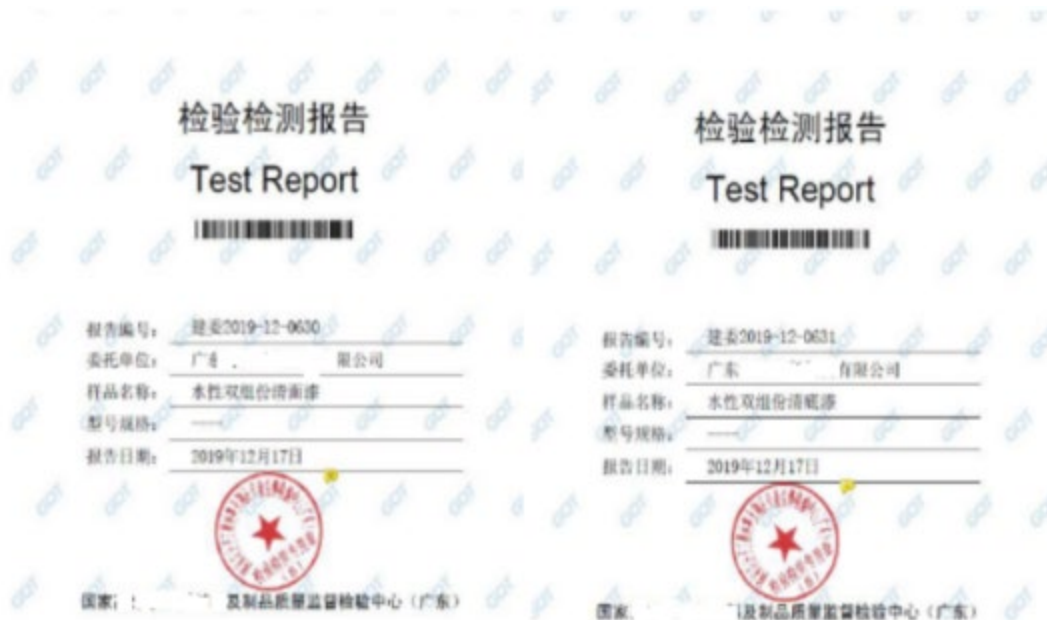 检验检测报告
Test Report
报告编号: 建委2019-12-0630
委托单位: 广 限公司
样品名称: 水性双组份清面漆
型号规格: ----
报告日期: 2019年12月17日
国家 及制品质量监督检验中心(广东)
检验检测报告
Test Report
报告编号: 建委2019-12-0631
委托单位: 广东 有限公司
样品名称: 水性双组份清底漆
型号规格: ----
报告日期: 2019年12月17日
国家 及制品质量监督检验中心(广东)
GQT